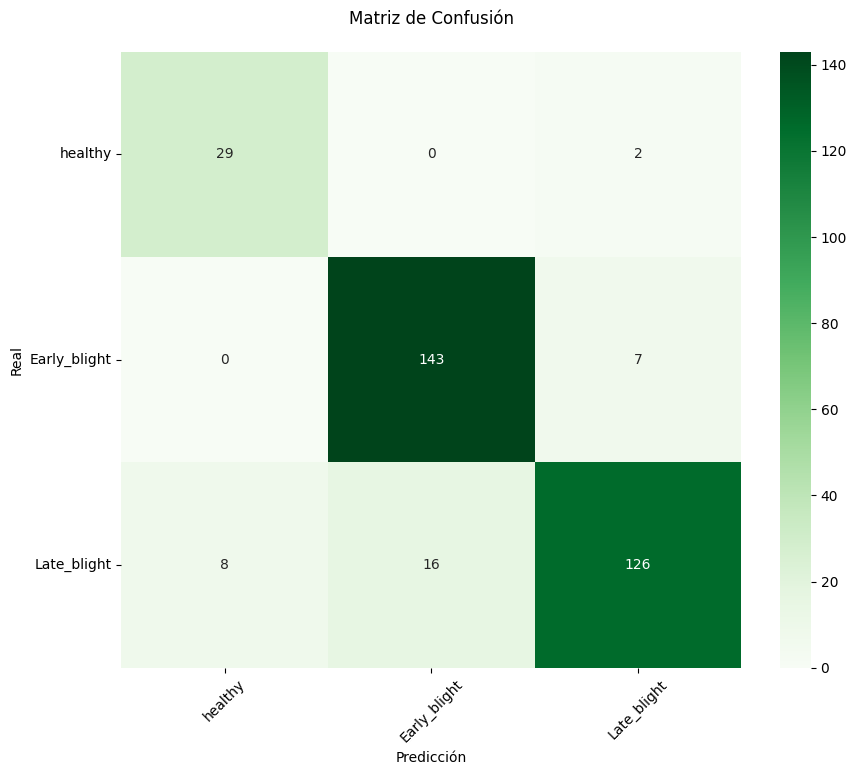 Matriz de Confusión
healthy
29
0
2
Early_blight
0
143
7
Late_blight
8
16
126
Real
healthy
Early_blight
Late_blight
Predicción
140
120
100
80
60
40
20
0